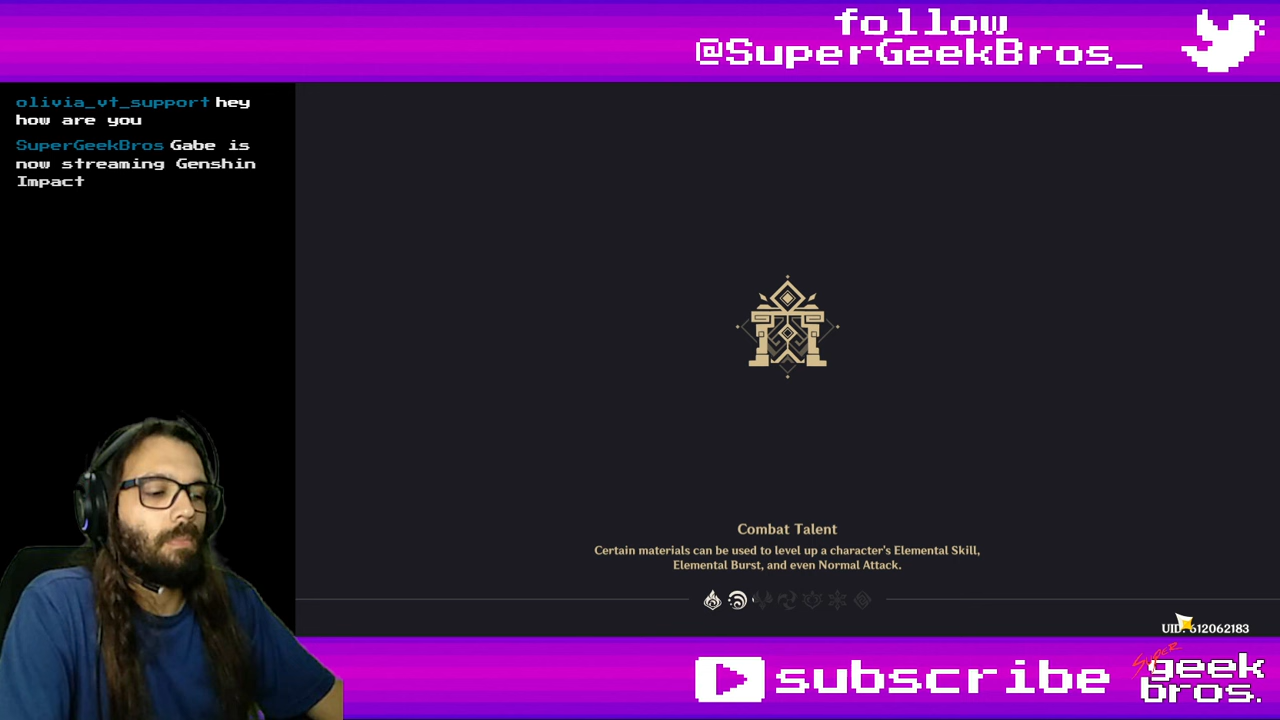 follow
@SuperGeekBros_
olivia_vt_support hey
how are you
SuperGeekBros Gabe is
now streaming Genshin
Impact
Combat Talent
Certain materials can be used to level up a character's Elemental Skill,
Elemental Burst, and even Normal Attack.
UID: 612062183
subscribe
super
geek
bros.